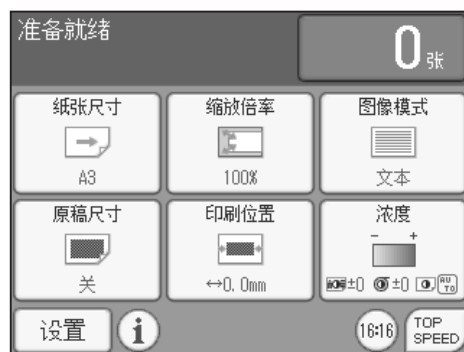 准备就绪
0张
纸张尺寸 缩放倍率 图像模式
A3 100% 文本
原稿尺寸 印刷位置 浓度
- +
关 ↔0.0mm ±0 ±0 AUTO
设置 i 16:16 TOP SPEED